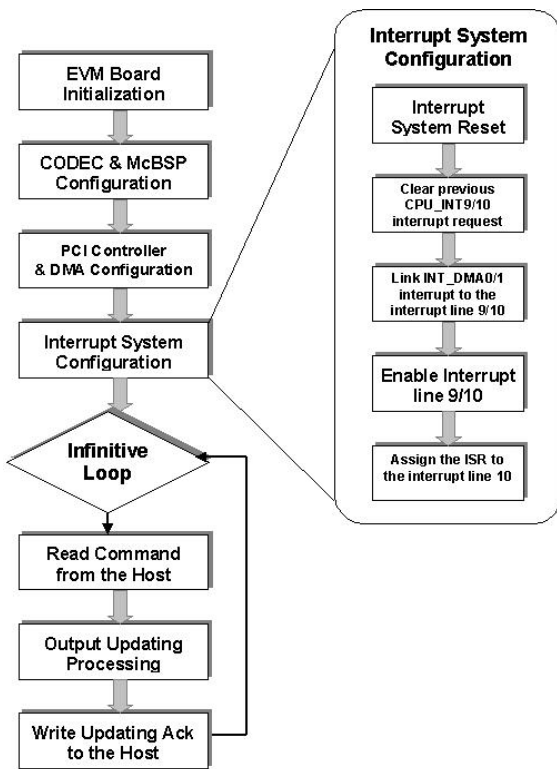 EVM Board
Initialization
CODEC & McBSP
Configuration
PCI Controller
& DMA Configuration
Interrupt System
Configuration
Infinitive
Loop
Read Command
from the Host
Output Updating
Processing
Write Updating Ack
to the Host
Interrupt System
Configuration
Interrupt
System Reset
Clear previous
CPU_INT9/10
interrupt request
Link INT_DMA0/1
interrupt to the
interrupt line 9/10
Enable Interrupt
line 9/10
Assign the ISR to
the interrupt line 10